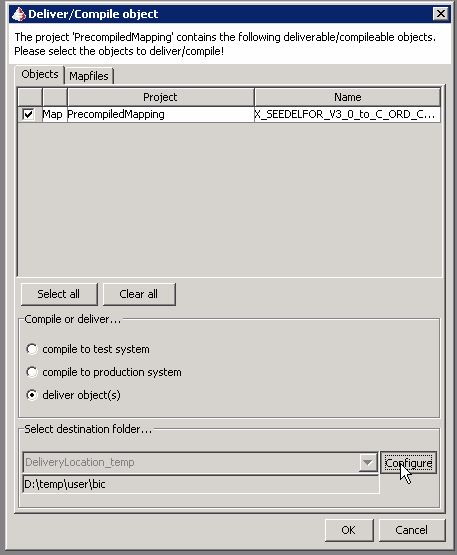 Deliver/Compile object
The project 'PrecompiledMapping' contains the following deliverable/compileable objects.
Please select the objects to deliver/compile!
Objects Mapfiles
Project Name
Map PrecompiledMapping X_SEEDELFOR_V3_0_to_C_ORD_C...
Select all Clear all
Compile or deliver...
compile to test system
compile to production system
deliver object(s)
Select destination folder...
DeliveryLocation_temp Configure
D:\temp\user\bic
OK Cancel